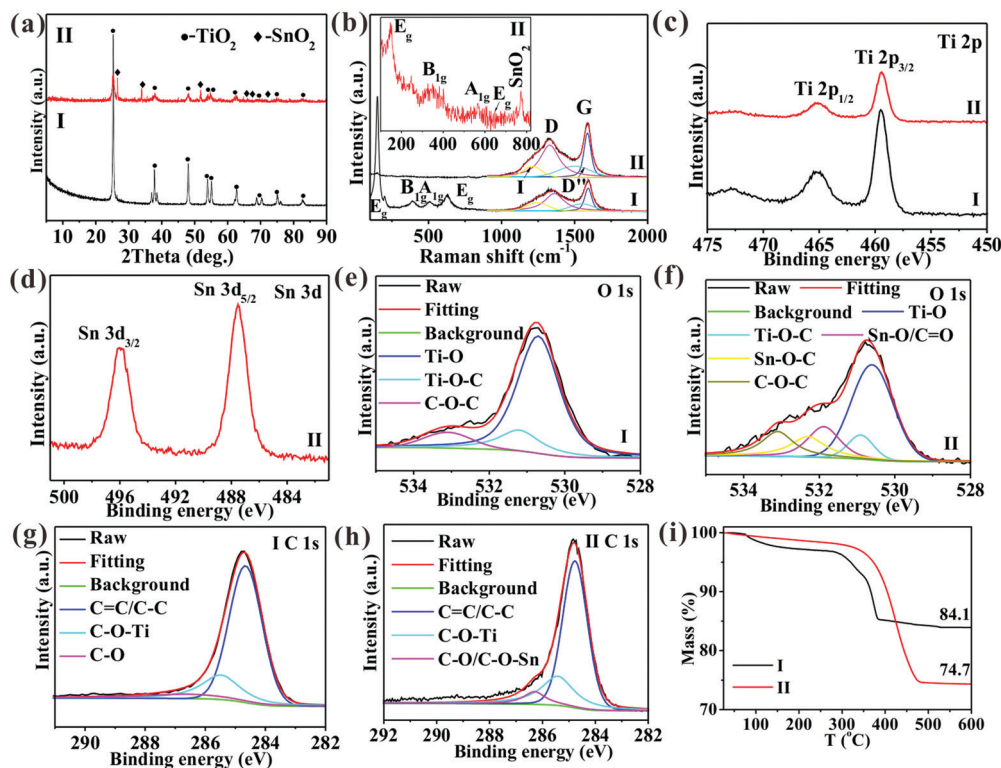 (a)
II
●-TiO2 ♦-SnO2
I
Intensity (a.u.)
10 20 30 40 50 60 70 80 90
2Theta (deg.)
(b)
Eg
II
B1g
A1g
Eg
SnO2
200 400 600 800
D
G
II
Eg
B1g
A1g
Eg
I
D''
I
Intensity (a.u.)
500 1000 1500 2000
Raman shift (cm-1)
(c)
Ti 2p
Ti 2p3/2
Ti 2p1/2
II
I
Intensity (a.u.)
475 470 465 460 455 450
Binding energy (eV)
(d)
Sn 3d5/2
Sn 3d
Sn 3d3/2
II
Intensity (a.u.)
500 496 492 488 484
Binding energy (eV)
(e)
Raw
O 1s
Fitting
Background
Ti-O
Ti-O-C
C-O-C
I
Intensity (a.u.)
534 532 530 528
Binding energy (eV)
(f)
Raw Fitting
O 1s
Background Ti-O
Ti-O-C Sn-O/C=O
Sn-O-C
C-O-C
II
Intensity (a.u.)
534 532 530 528
Binding energy (eV)
(g)
I C 1s
Raw
Fitting
Background
C=C/C-C
C-O-Ti
C-O
Intensity (a.u.)
290 288 286 284 282
Binding energy (eV)
(h)
II C 1s
Raw
Fitting
Background
C=C/C-C
C-O-Ti
C-O/C-O-Sn
Intensity (a.u.)
292 290 288 286 284 282
Binding energy (eV)
(i)
100
90
80
70
Mass (%)
84.1
74.7
I
II
100 200 300 400 500 600
T (oC)